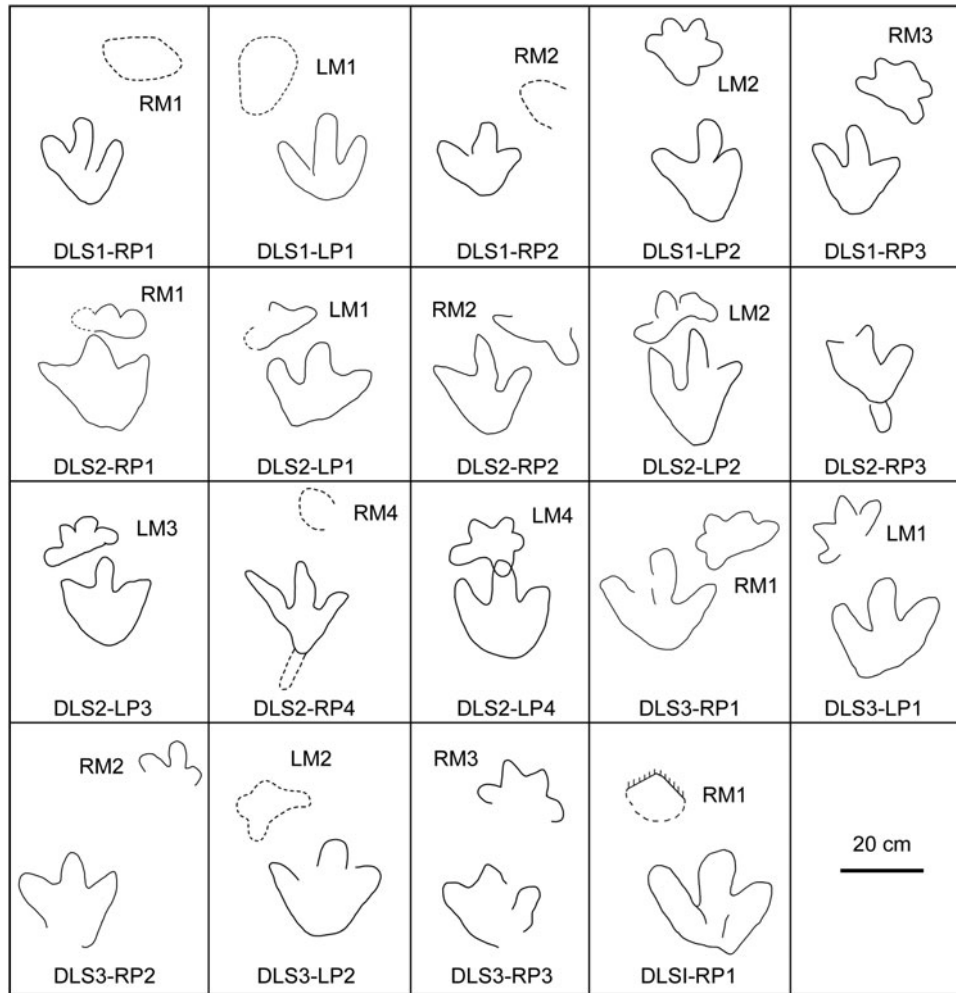 RM1
DLS1-RP1
LM1
DLS1-LP1
RM2
DLS1-RP2
LM2
DLS1-LP2
RM3
DLS1-RP3
RM1
DLS2-RP1
LM1
DLS2-LP1
RM2
DLS2-RP2
LM2
DLS2-LP2
DLS2-RP3
LM3
DLS2-LP3
RM4
DLS2-RP4
LM4
DLS2-LP4
RM1
DLS3-RP1
LM1
DLS3-LP1
RM2
DLS3-RP2
LM2
DLS3-LP2
RM3
DLS3-RP3
RM1
DLSI-RP1
20 cm